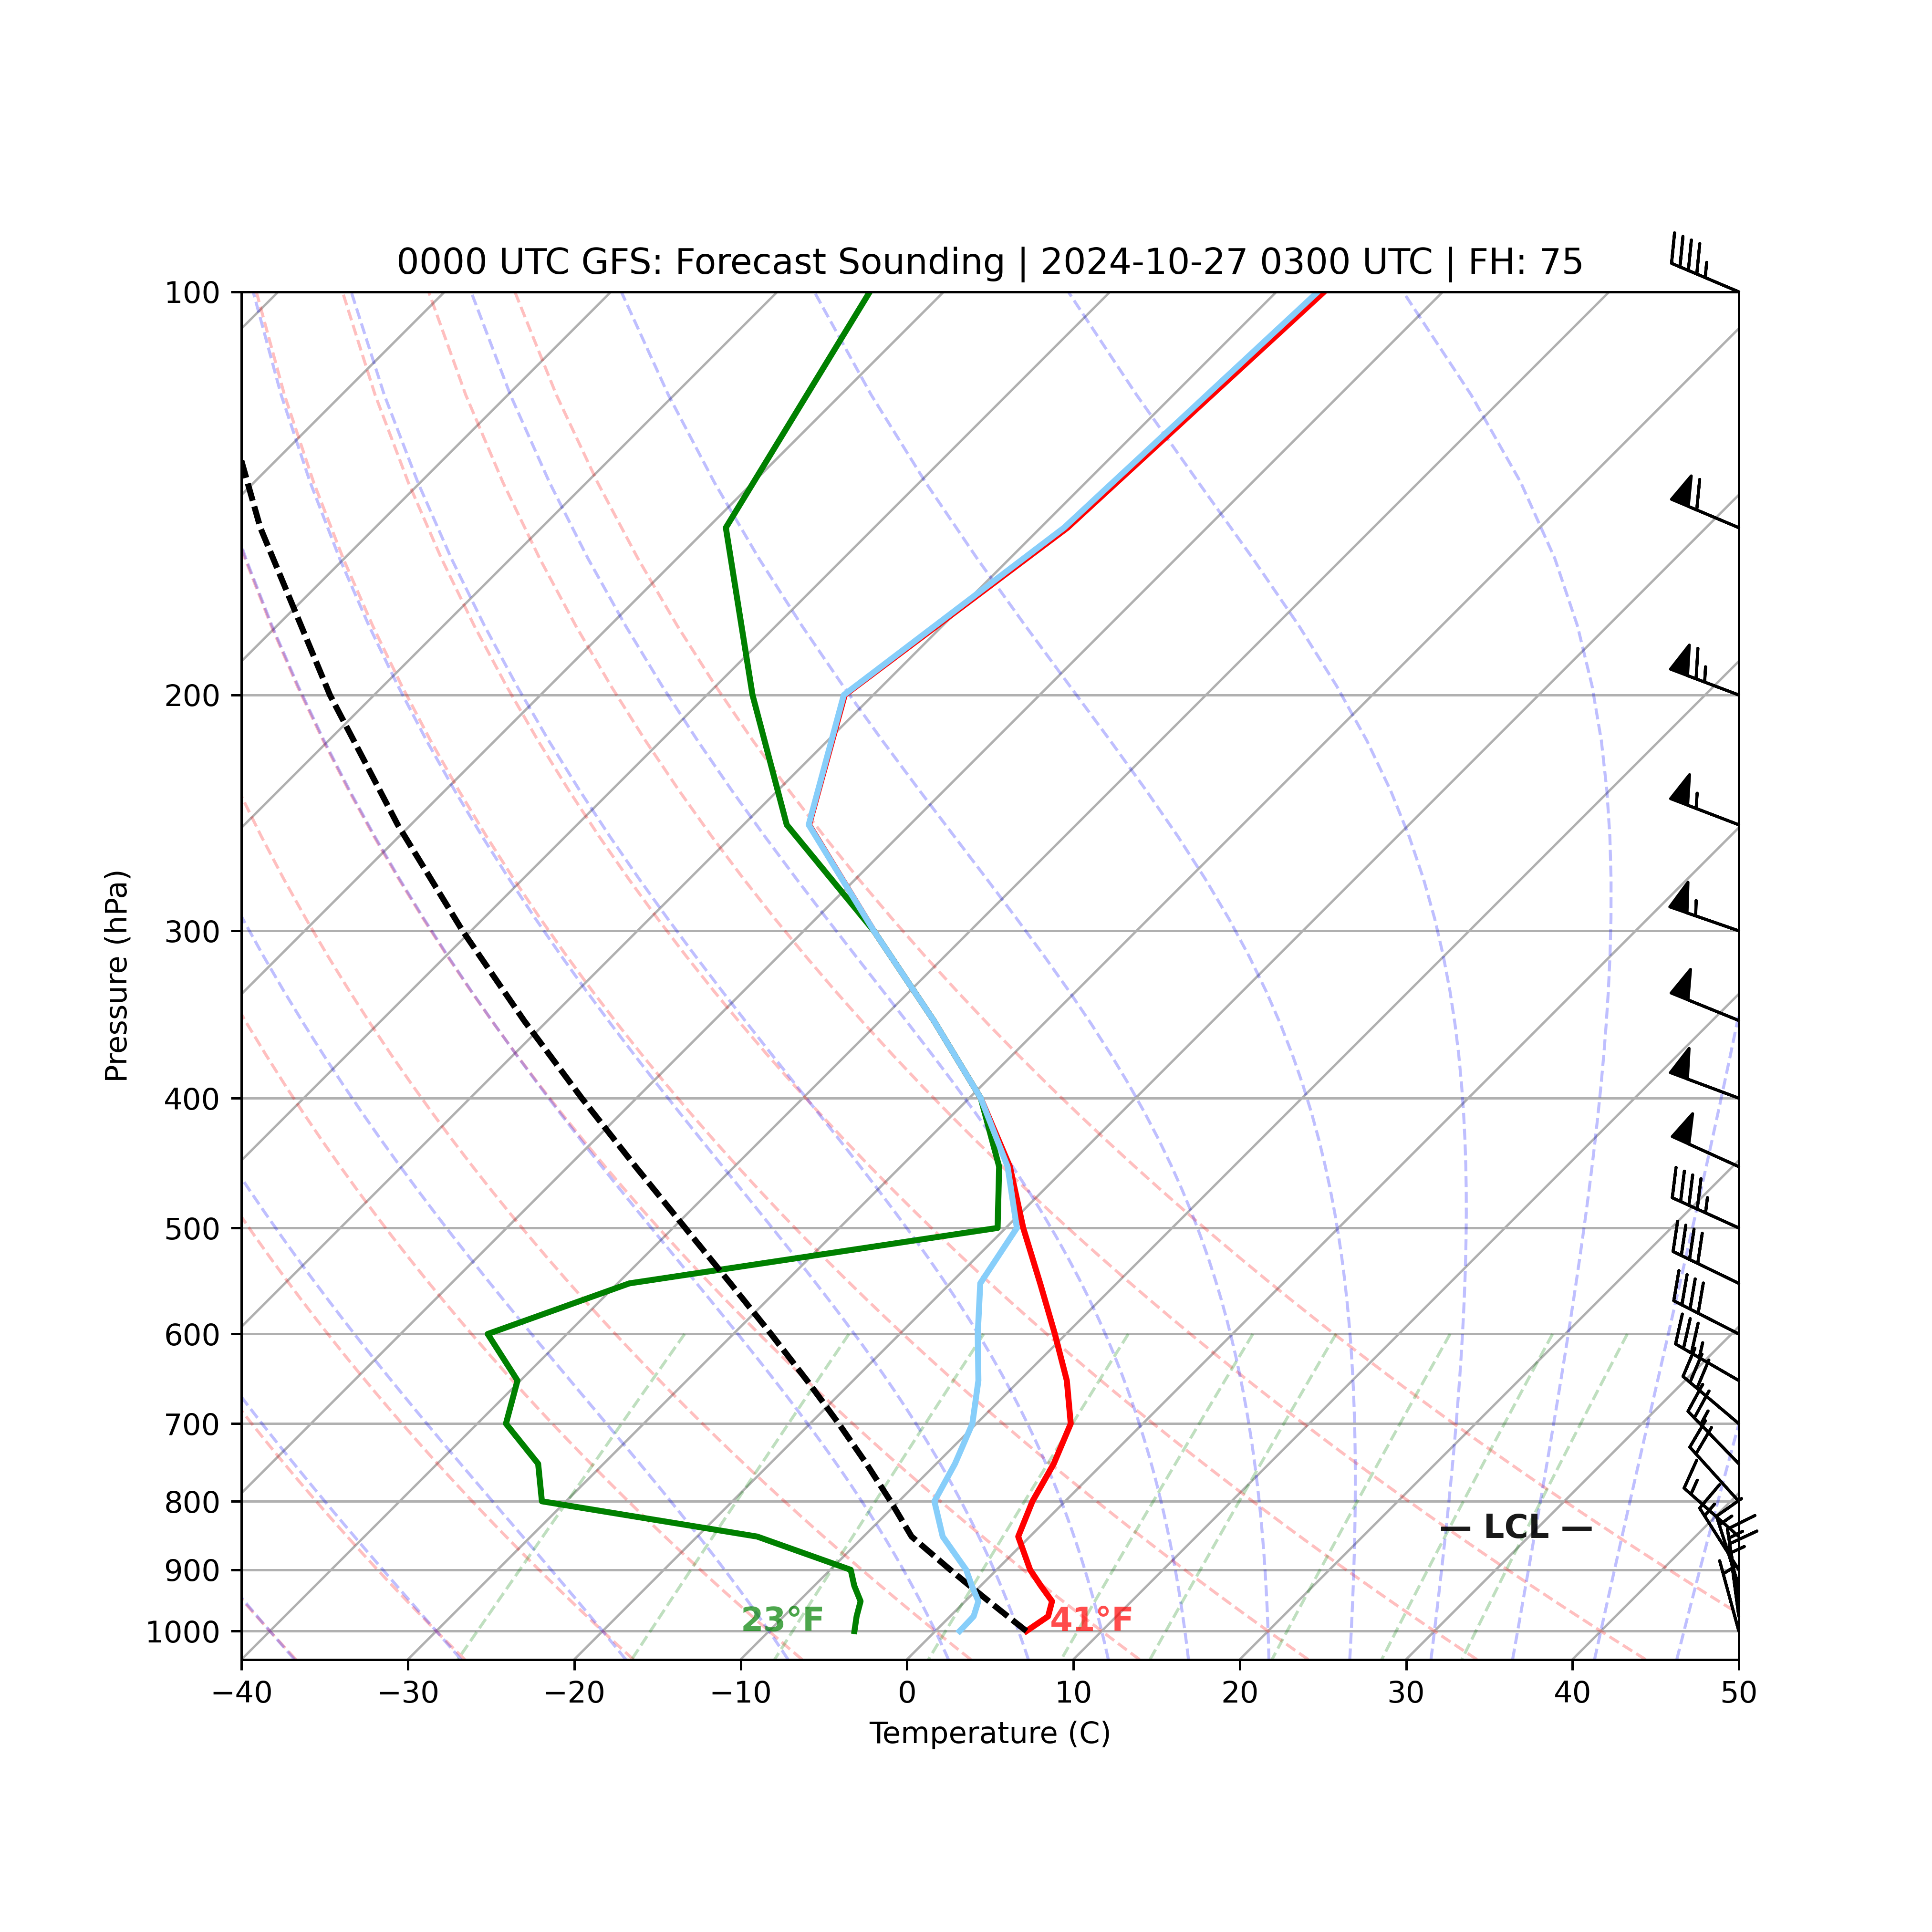 0000 UTC GFS: Forecast Sounding | 2024-10-27 0300 UTC | FH: 75
100
200
300
400
500
600
700
800
900
1000
Pressure (hPa)
— LCL —
23°F
41°F
−40 −30 −20 −10 0 10 20 30 40 50
Temperature (C)